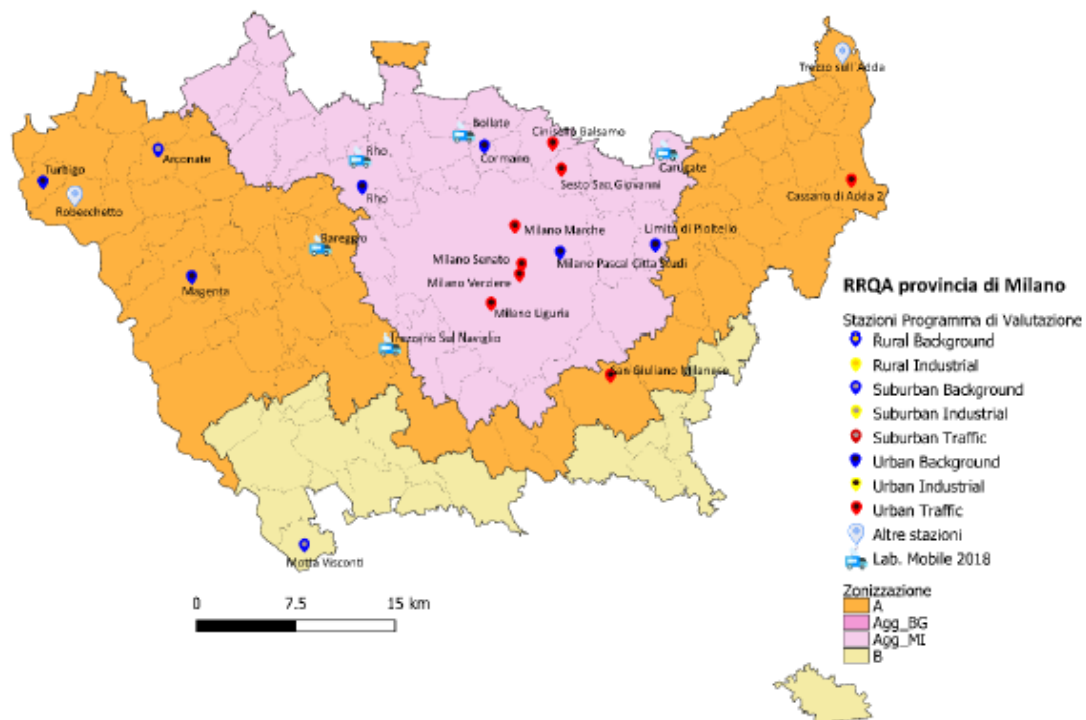 Trezzo sull'Adda
Bollate
Cinisello Balsamo
Rho
Cormano
Carugate
Arconate
Sesto San Giovanni
Turbigo
Rho
Cassano di Adda 2
Robecchetto
Milano Marche
Limito di Pioltello
Bareggio
Milano Senato
Milano Pascal Citta Studi
Milano Verziere
Magenta
Milano Liguria
Trezzano Sul Naviglio
San Giuliano Milanese
Motta Visconti
0 7.5 15 km
RRQA provincia di Milano
Stazioni Programma di Valutazione
Rural Background
Rural Industrial
Suburban Background
Suburban Industrial
Suburban Traffic
Urban Background
Urban Industrial
Urban Traffic
Altre stazioni
Lab. Mobile 2018
Zonizzazione
A
Agg_BG
Agg_MI
B